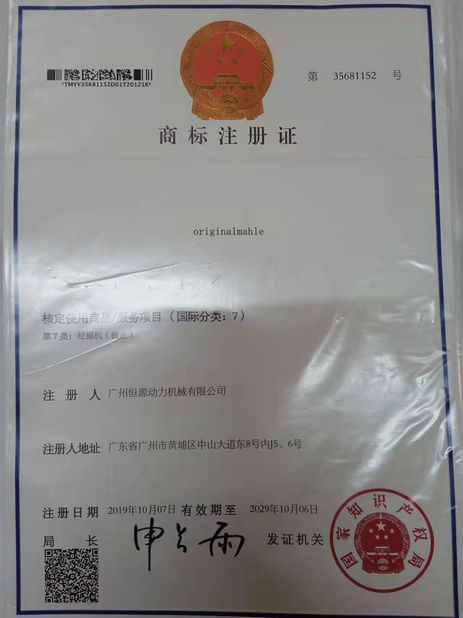 第 35681152 号
*TMYY35681152D01T201216*
商标注册证
originalmahle
核定使用商品/服务项目（国际分类：7）
第7类：挖掘机（截止）
注册人 广州恒源动力机械有限公司
注册人地址 广东省广州市黄埔区中山大道东8号内J5、6号
注册日期 2019年10月07日 有效期至 2029年10月06日
局长 申长雨 发证机关
国家知识产权局